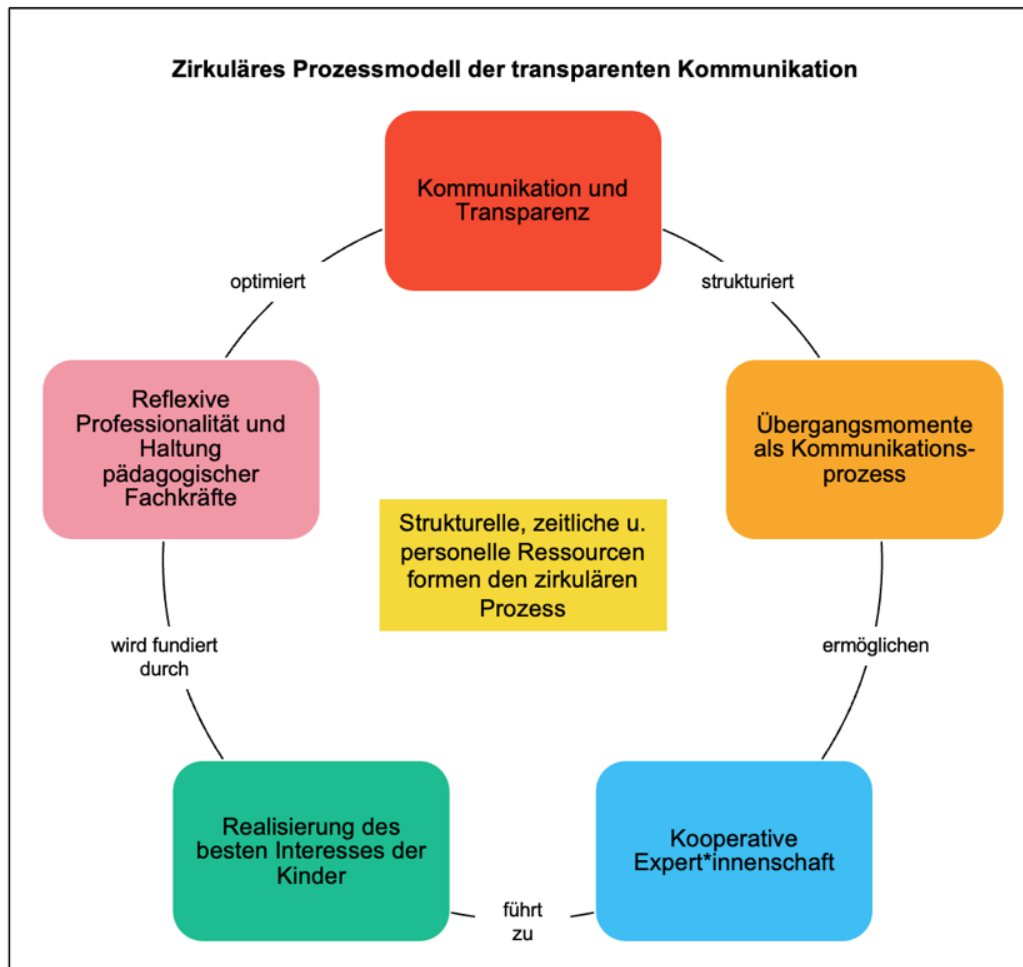 Zirkuläres Prozessmodell der transparenten Kommunikation
Kommunikation und
Transparenz
strukturiert
Übergangsmomente
als Kommunikations-
prozess
ermöglichen
Kooperative
Expert*innenschaft
führt
zu
Realisierung des
besten Interesses der
Kinder
wird fundiert
durch
Reflexive
Professionalität und
Haltung
pädagogischer
Fachkräfte
optimiert
Strukturelle, zeitliche u.
personelle Ressourcen
formen den zirkulären
Prozess